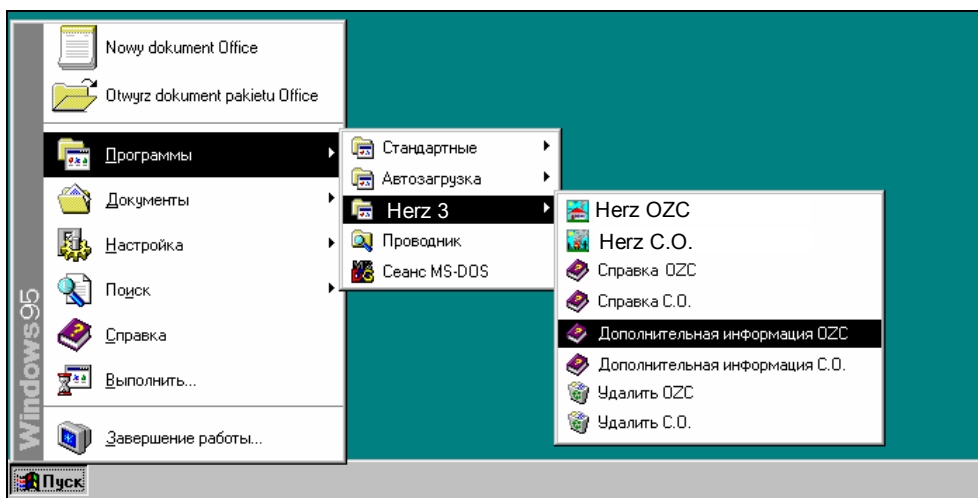 Nowy dokument Office
Otwyrz dokument pakietu Office
Программы
Документы
Настройка
Поиск
Справка
Выполнить...
Завершение работы...
Windows95
Стандартные
Автозагрузка
Herz 3
Проводник
Сеанс MS-DOS
Herz OZC
Herz C.O.
Справка OZC
Справка C.O.
Дополнительная информация OZC
Дополнительная информация C.O.
Удалить OZC
Удалить C.O.
Пуск